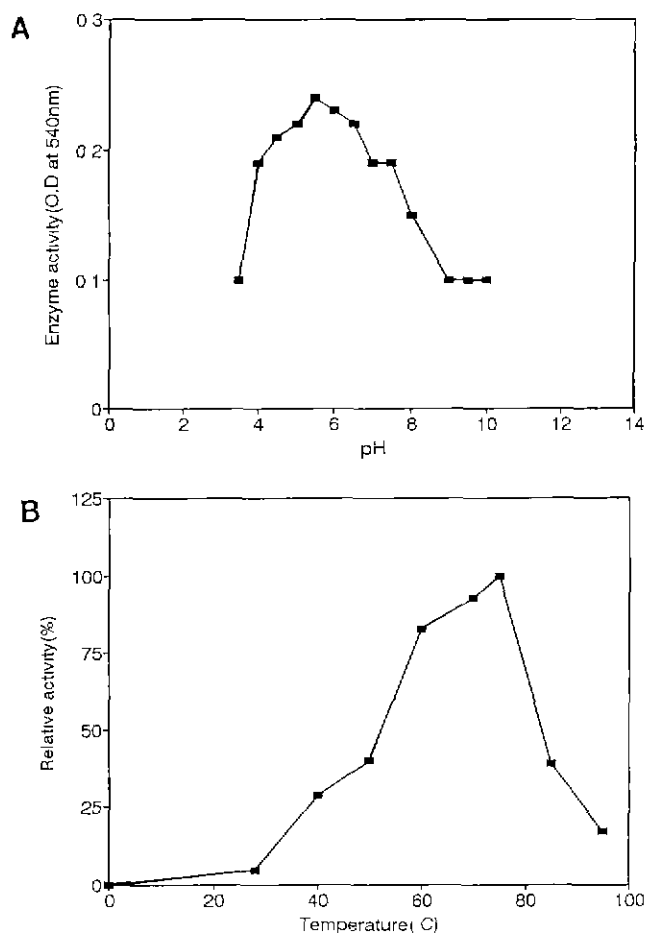 A
Enzyme activity (O.D at 540nm)
0 3
0 2
0 1
0
0 2 4 6 8 10 12 14
pH
B
Relative activity (%)
125
100
75
50
25
0
0 20 40 60 80 100
Temperature ( C)